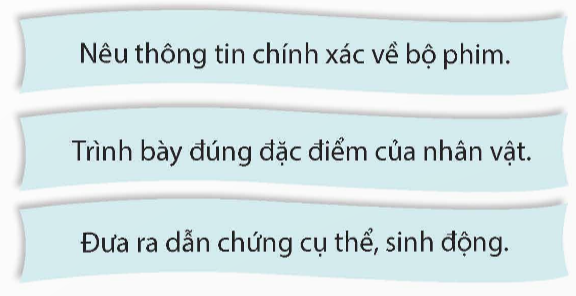 Nêu thông tin chính xác về bộ phim.
Trình bày đúng đặc điểm của nhân vật.
Đưa ra dẫn chứng cụ thể, sinh động.